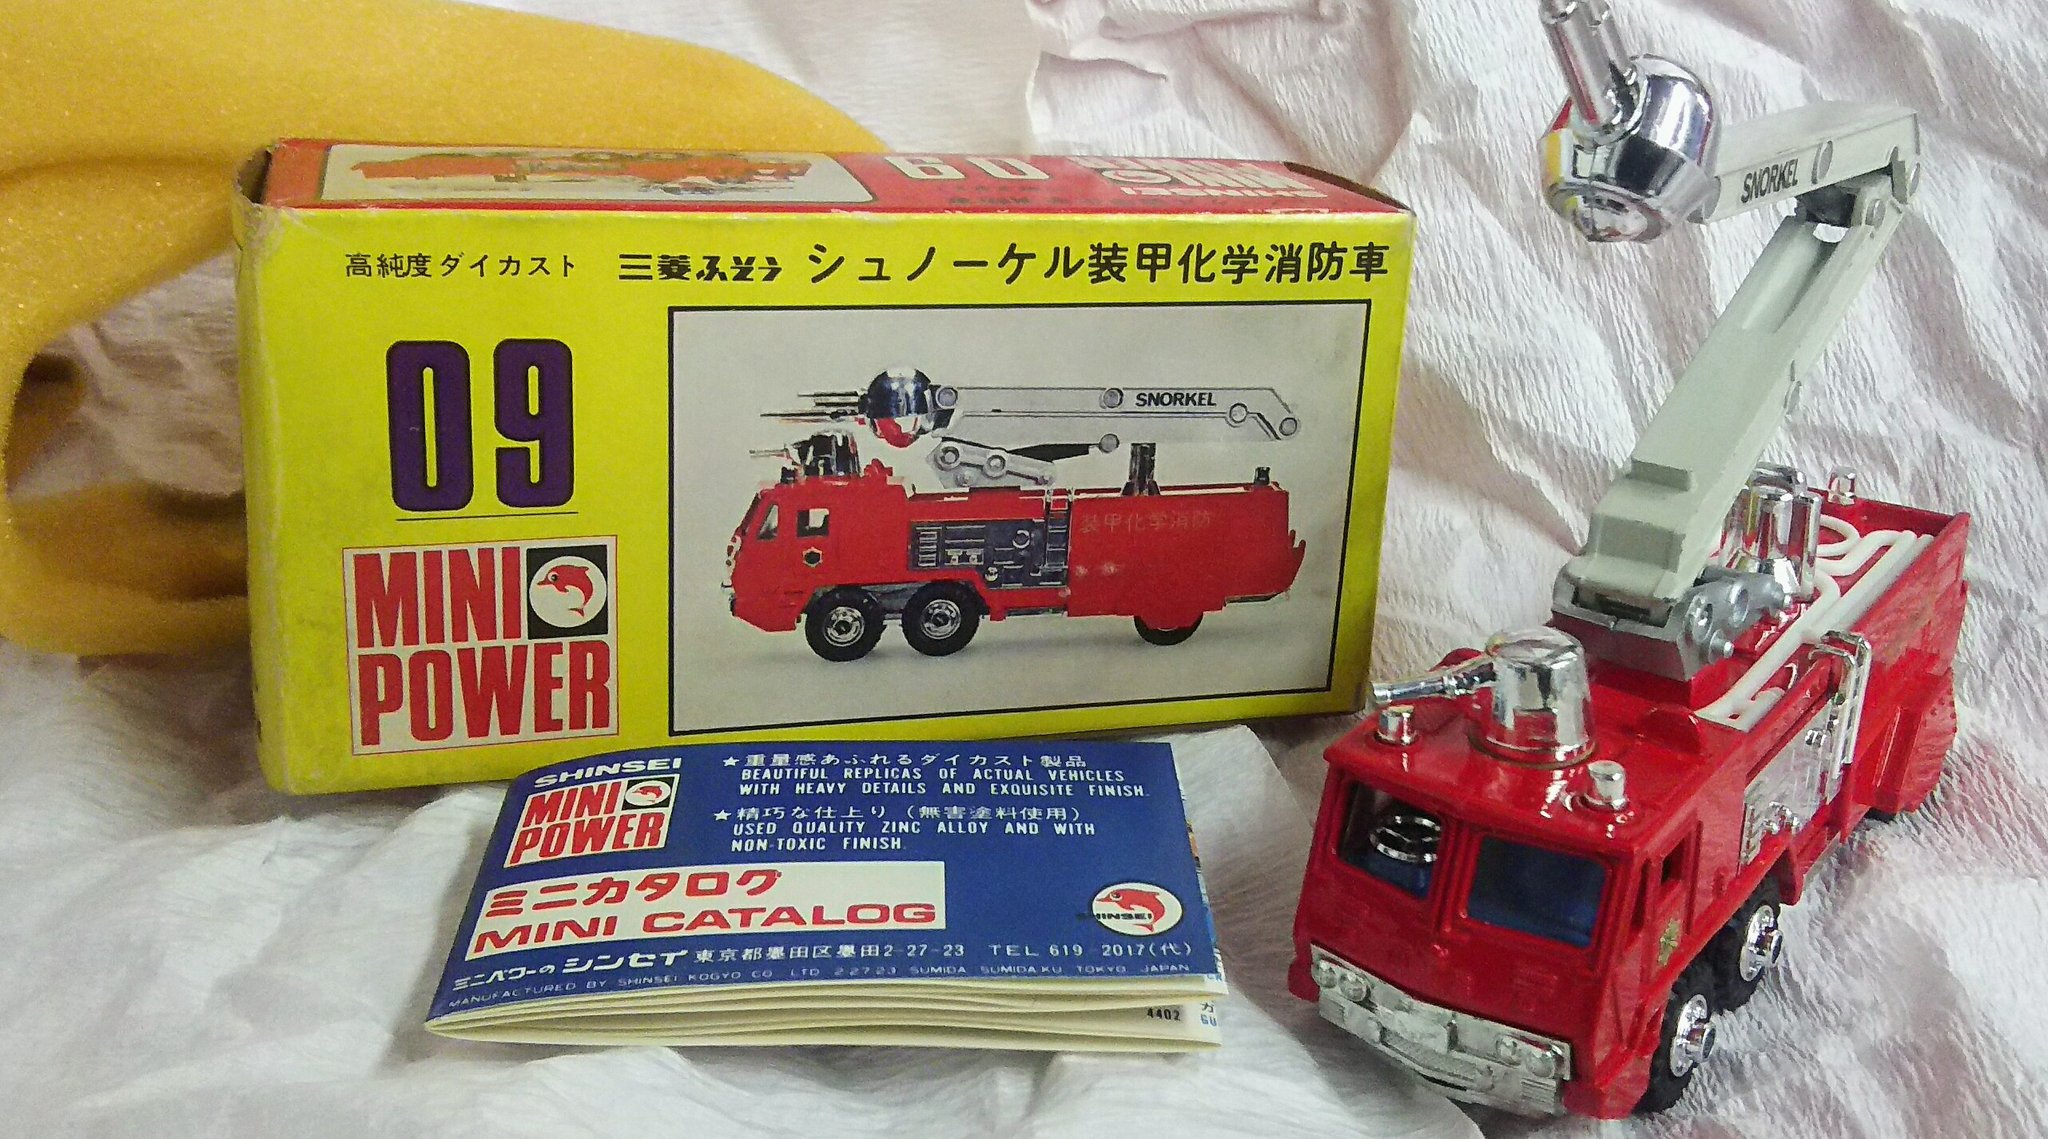 09
高純度ダイカスト 三菱ふそう シュノーケル装甲化学消防車
09
MINI
POWER
SNORKEL
装甲化学消防
SNORKEL
SHINSEI
MINI
POWER
★重量感あふれるダイカスト製品
BEAUTIFUL REPLICAS OF ACTUAL VEHICLES
WITH HEAVY DETAILS AND EXQUISITE FINISH.
★精巧な仕上り（無害塗料使用）
USED QUALITY ZINC ALLOY AND WITH
NON-TOXIC FINISH.
ミニカタログ
MINI CATALOG
SHINSEI
ミニパワーの シンセイ 東京都墨田区墨田2-27-23 TEL 619-2017(代)
MANUFACTURED BY SHINSEI KOGYO CO. LTD 2-27-23 SUMIDA SUMIDA-KU TOKYO JAPAN
4402